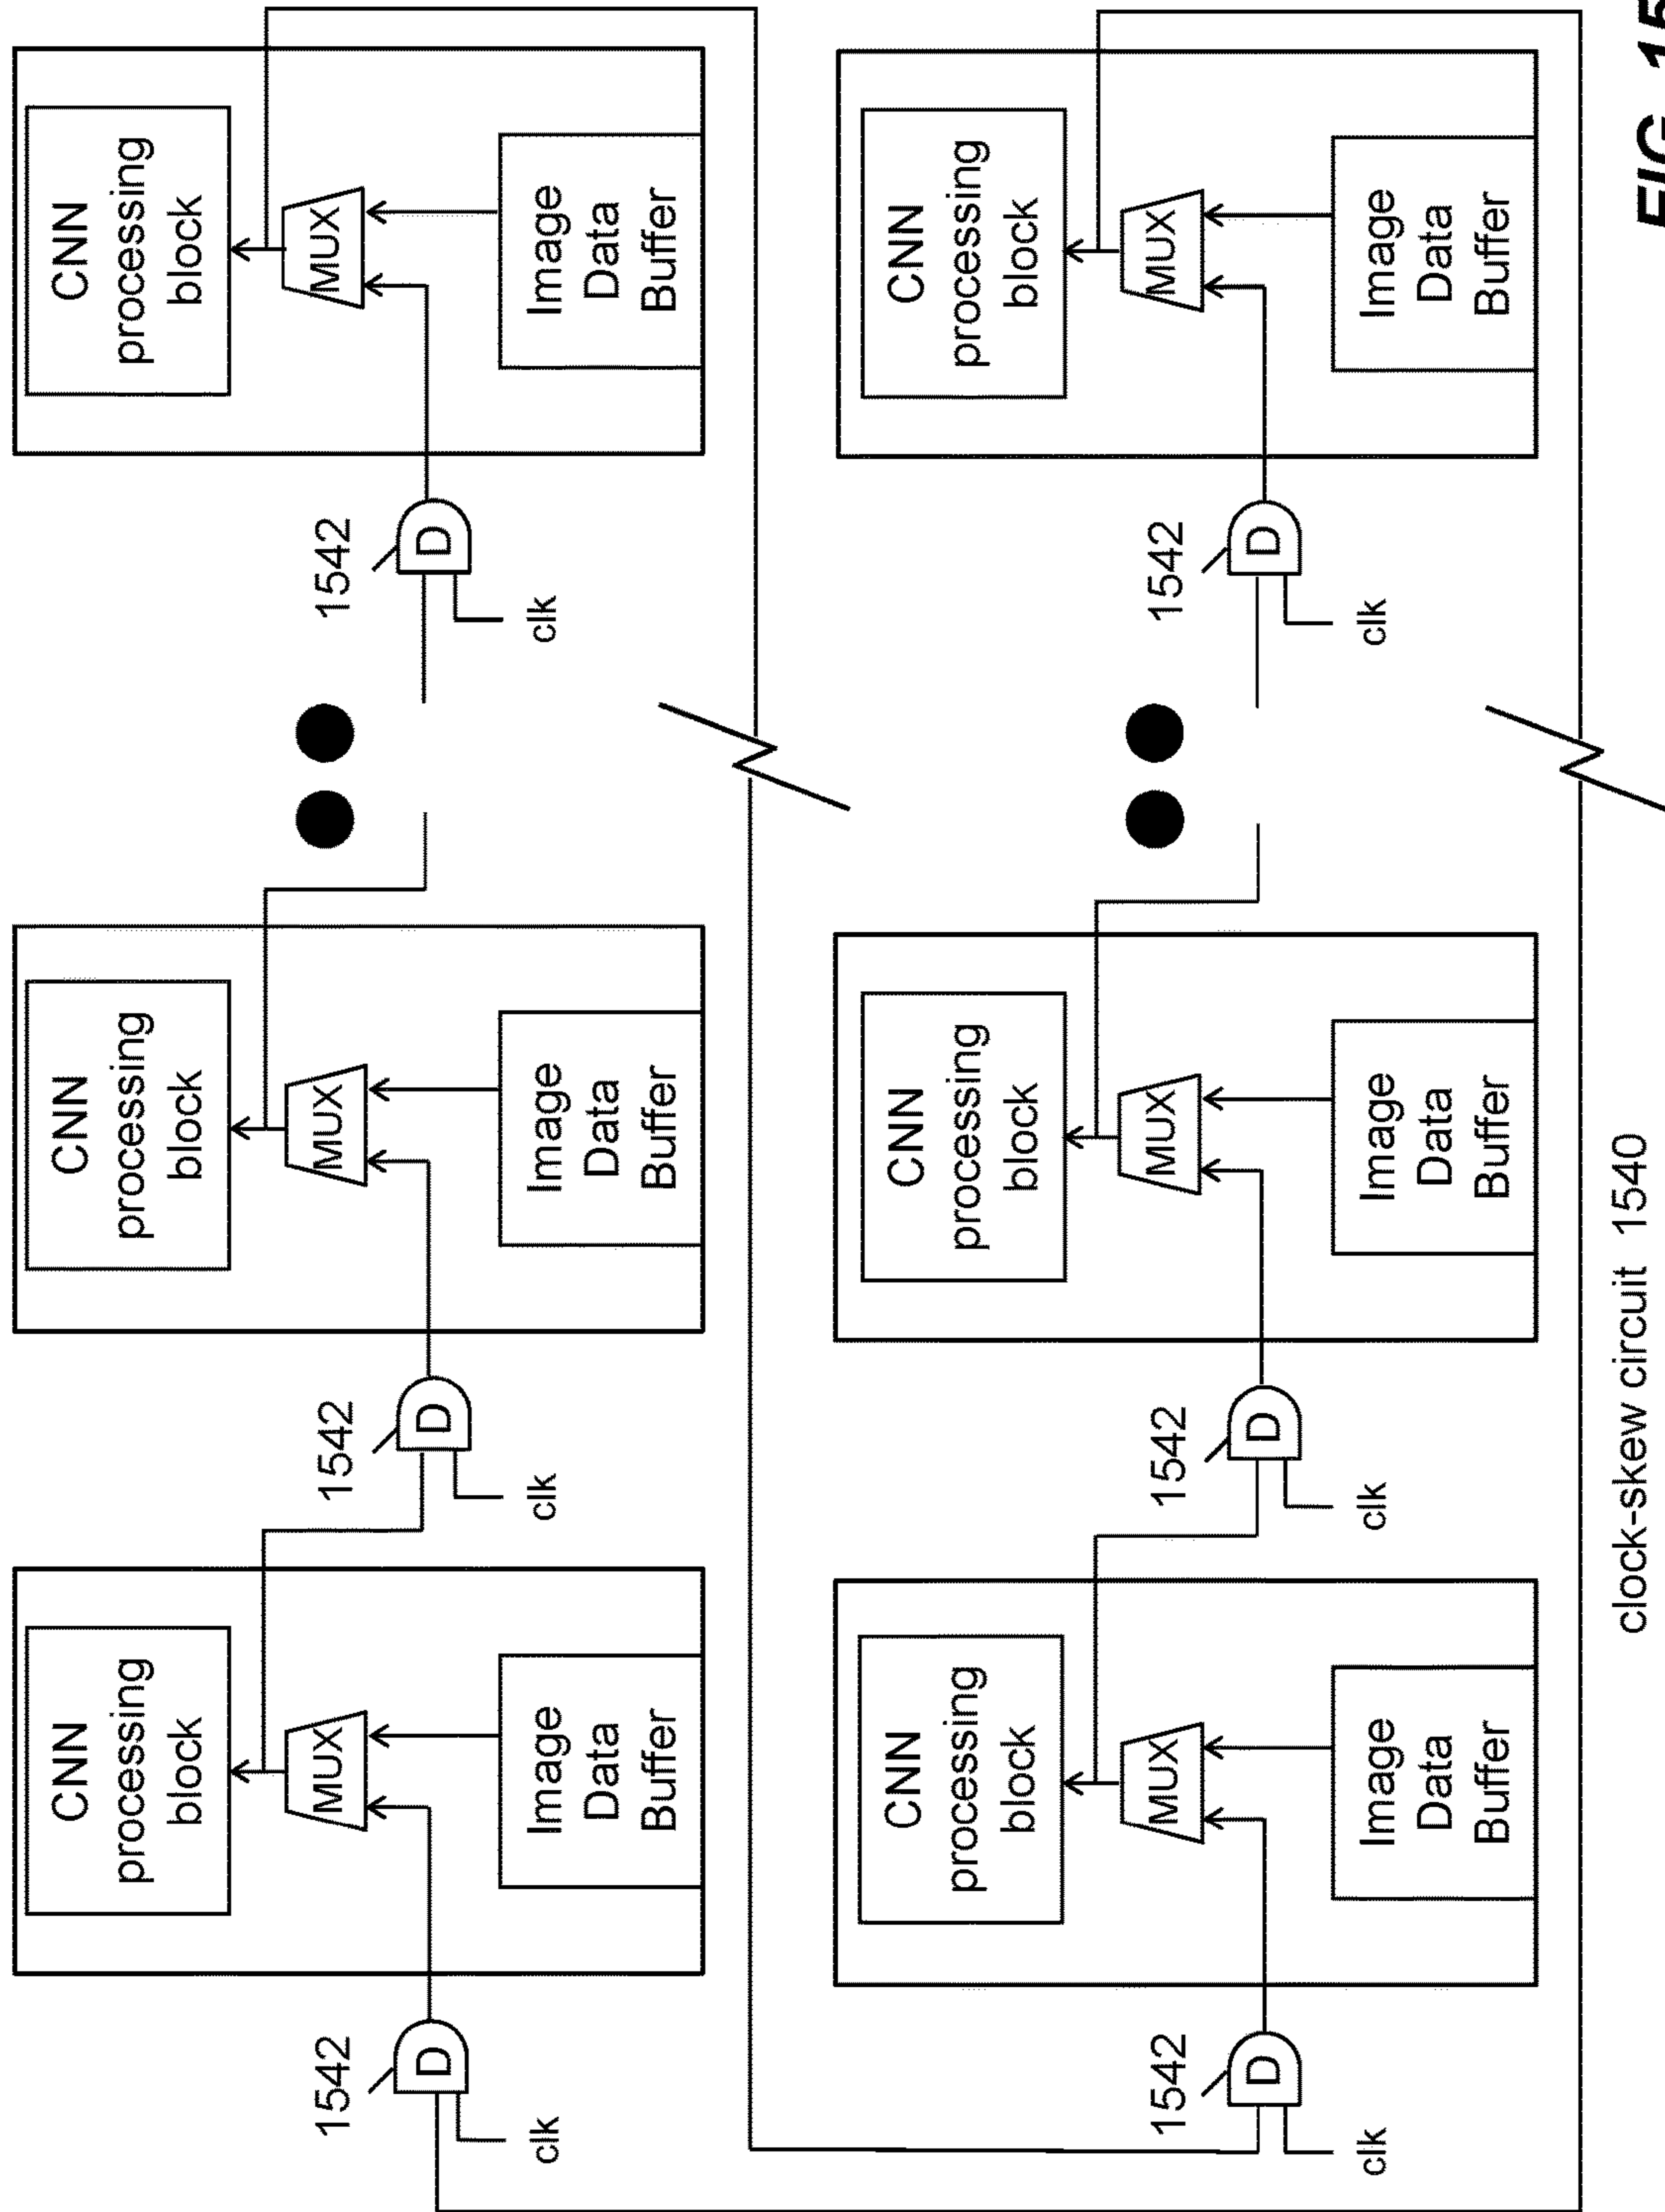 1542
clk
D
CNN
processing
block
MUX
Image
Data
Buffer
1542
clk
D
CNN
processing
block
MUX
Image
Data
Buffer
1542
clk
D
CNN
processing
block
MUX
Image
Data
Buffer
1542
clk
D
CNN
processing
block
MUX
Image
Data
Buffer
1542
clk
D
CNN
processing
block
MUX
Image
Data
Buffer
1542
clk
D
CNN
processing
block
MUX
Image
Data
Buffer
clock-skew circuit 1540
FIG. 15